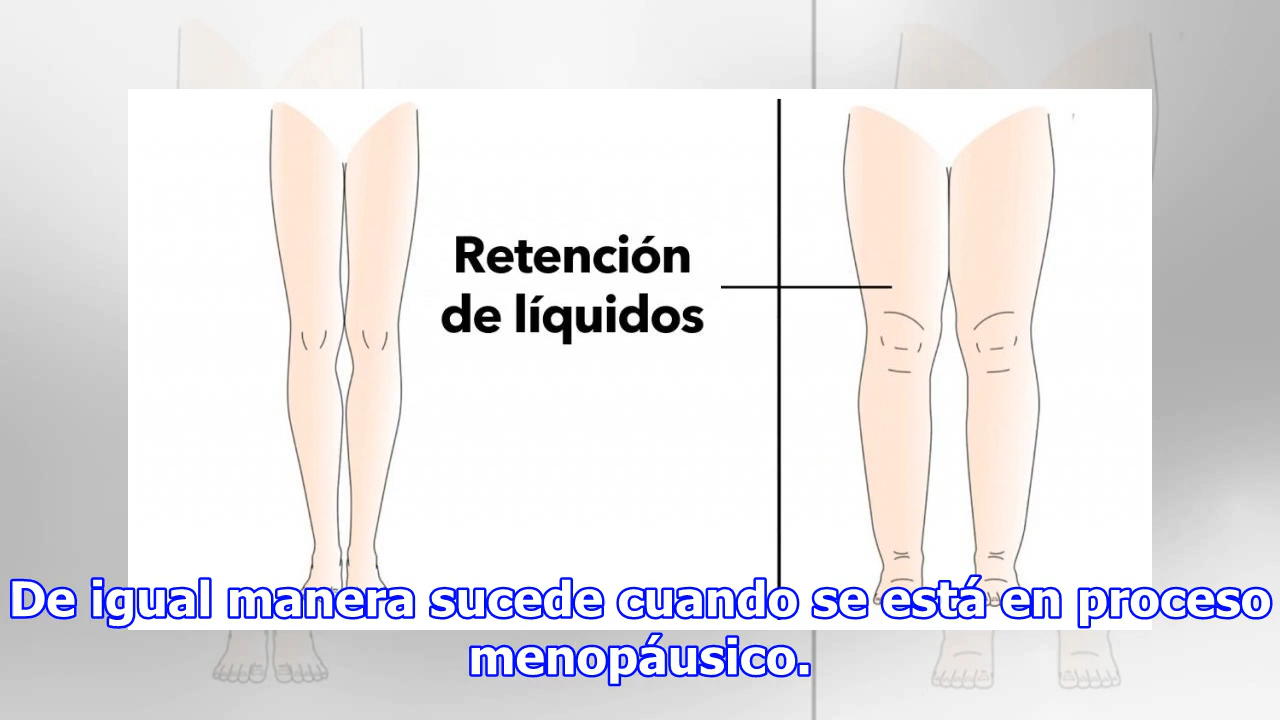 Retención
de líquidos
De igual manera sucede cuando se está en proceso
menopáusico.